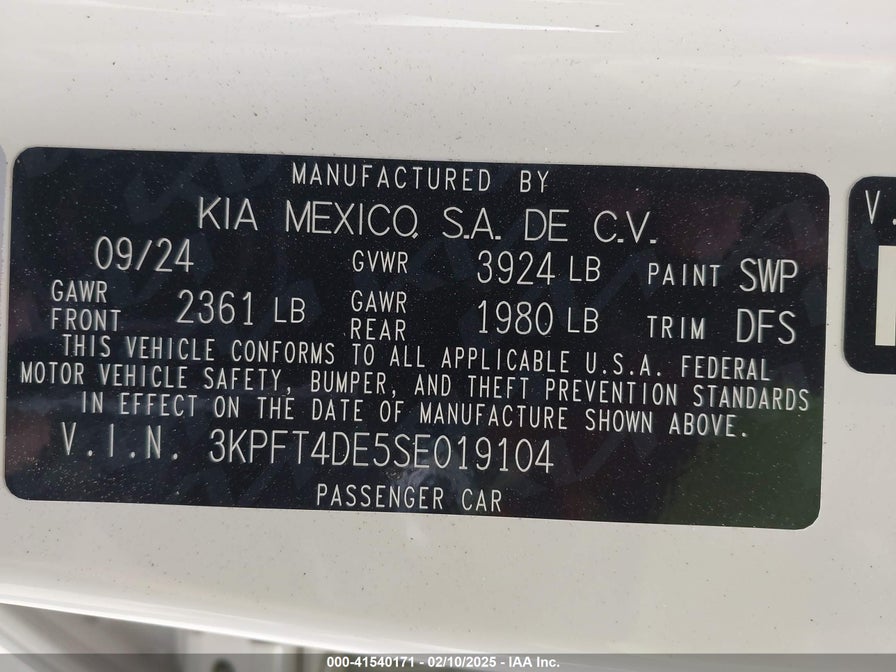 MANUFACTURED BY
KIA MEXICO, S.A. DE C.V.
09/24 GVWR 3924 LB PAINT SWP
GAWR FRONT 2361 LB GAWR REAR 1980 LB TRIM DFS
THIS VEHICLE CONFORMS TO ALL APPLICABLE U.S.A. FEDERAL
MOTOR VEHICLE SAFETY, BUMPER, AND THEFT PREVENTION STANDARDS
IN EFFECT ON THE DATE OF MANUFACTURE SHOWN ABOVE.
V.I.N. 3KPFT4DE5SE019104
PASSENGER CAR
V.
000-41540171 - 02/10/2025 - IAA Inc.